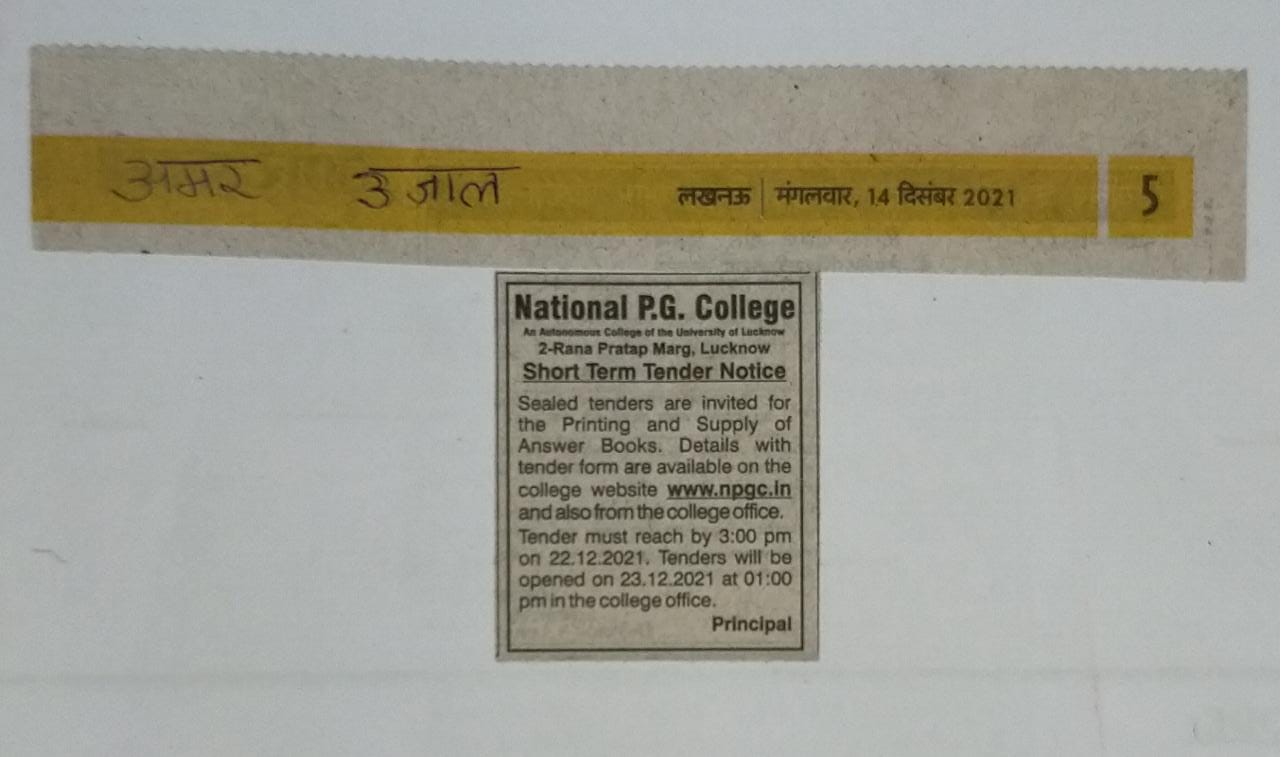 अमर उजाल
लखनऊ | मंगलवार, 14 दिसंबर 2021
5
National P.G. College
An Autonomous College of the University of Lucknow
2-Rana Pratap Marg, Lucknow
Short Term Tender Notice
Sealed tenders are invited for
the Printing and Supply of
Answer Books. Details with
tender form are available on the
college website www.npgc.in
and also from the college office.
Tender must reach by 3:00 pm
on 22.12.2021. Tenders will be
opened on 23.12.2021 at 01:00
pm in the college office.
Principal